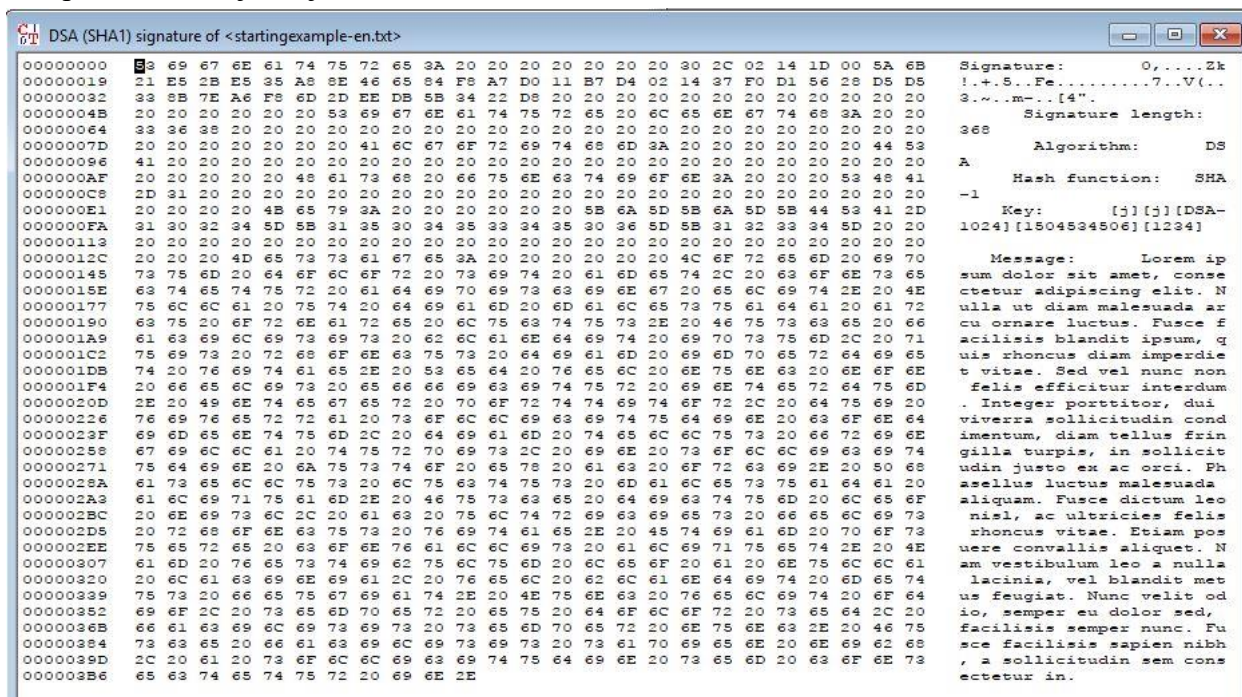 DSA (SHA1) signature of <startingexample-en.txt>
00000000 53 69 67 6E 61 74 75 72 65 3A 20 20 20 20 20 20 20 30 2C 02 14 1D 00 5A 6B Signature: 0,....Zk
00000019 21 E5 2B E5 35 A8 8E 46 65 84 F8 A7 D0 11 B7 D4 02 14 37 F0 D1 56 28 D5 D5 !.+.5..Fe.........7..V(..
00000032 33 8B 7E A6 F8 6D 2D EE DB 5B 34 22 D8 20 20 20 20 20 20 20 20 20 20 20 20 3.~..m-..[4".
0000004B 20 20 20 20 20 20 53 69 67 6E 61 74 75 72 65 20 6C 65 6E 67 74 68 3A 20 20 Signature length:
00000064 33 36 38 20 20 20 20 20 20 20 20 20 20 20 20 20 20 20 20 20 20 20 20 20 20 368
0000007D 20 20 20 20 20 20 20 41 6C 67 6F 72 69 74 68 6D 3A 20 20 20 20 20 20 44 53 Algorithm: DS
00000096 41 20 20 20 20 20 20 20 20 20 20 20 20 20 20 20 20 20 20 20 20 20 20 20 20 A
000000AF 20 20 20 20 20 48 61 73 68 20 66 75 6E 63 74 69 6F 6E 3A 20 20 20 53 48 41 Hash function: SHA
000000C8 2D 31 20 20 20 20 20 20 20 20 20 20 20 20 20 20 20 20 20 20 20 20 20 20 20 -1
000000E1 20 20 20 20 4B 65 79 3A 20 20 20 20 20 20 5B 6A 5D 5B 6A 5D 5B 44 53 41 2D Key: [j][j][DSA-
000000FA 31 30 32 34 5D 5B 31 35 30 34 35 33 34 35 30 36 5D 5B 31 32 33 34 5D 20 20 1024][1504534506][1234]
00000113 20 20 20 20 20 20 20 20 20 20 20 20 20 20 20 20 20 20 20 20 20 20 20 20 20
0000012C 20 20 20 4D 65 73 73 61 67 65 3A 20 20 20 20 20 20 4C 6F 72 65 6D 20 69 70 Message: Lorem ip
00000145 73 75 6D 20 64 6F 6C 6F 72 20 73 69 74 20 61 6D 65 74 2C 20 63 6F 6E 73 65 sum dolor sit amet, conse
0000015E 63 74 65 74 75 72 20 61 64 69 70 69 73 63 69 6E 67 20 65 6C 69 74 2E 20 4E ctetur adipiscing elit. N
00000177 75 6C 6C 61 20 75 74 20 64 69 61 6D 20 6D 61 6C 65 73 75 61 64 61 20 61 72 ulla ut diam malesuada ar
00000190 63 75 20 6F 72 6E 61 72 65 20 6C 75 63 74 75 73 2E 20 46 75 73 63 65 20 66 cu ornare luctus. Fusce f
000001A9 61 63 69 6C 69 73 69 73 20 62 6C 61 6E 64 69 74 20 69 70 73 75 6D 2C 20 71 acilisis blandit ipsum, q
000001C2 75 69 73 20 72 68 6F 6E 63 75 73 20 64 69 61 6D 20 69 6D 70 65 72 64 69 65 uis rhoncus diam imperdie
000001DB 74 20 76 69 74 61 65 2E 20 53 65 64 20 76 65 6C 20 6E 75 6E 63 20 6E 6F 6E t vitae. Sed vel nunc non
000001F4 20 66 65 6C 69 73 20 65 66 66 69 63 69 74 75 72 20 69 6E 74 65 72 64 75 6D felis efficitur interdum
0000020D 2E 20 49 6E 74 65 67 65 72 20 70 6F 72 74 74 69 74 6F 72 2C 20 64 75 69 20 . Integer porttitor, dui
00000226 76 69 76 65 72 72 61 20 73 6F 6C 6C 69 63 69 74 75 64 69 6E 20 63 6F 6E 64 viverra sollicitudin cond
0000023F 69 6D 65 6E 74 75 6D 2C 20 64 69 61 6D 20 74 65 6C 6C 75 73 20 66 72 69 6E imentum, diam tellus frin
00000258 67 69 6C 6C 61 20 74 75 72 70 69 73 2C 20 69 6E 20 73 6F 6C 6C 69 63 69 74 gilla turpis, in sollicit
00000271 75 64 69 6E 20 6A 75 73 74 6F 20 65 78 20 61 63 20 6F 72 63 69 2E 20 50 68 udin justo ex ac orci. Ph
0000028A 61 73 65 6C 6C 75 73 20 6C 75 63 74 75 73 20 6D 61 6C 65 73 75 61 64 61 20 asellus luctus malesuada
000002A3 61 6C 69 71 75 61 6D 2E 20 46 75 73 63 65 20 64 69 63 74 75 6D 20 6C 65 6F aliquam. Fusce dictum leo
000002BC 20 6E 69 73 6C 2C 20 61 63 20 75 6C 74 72 69 63 69 65 73 20 66 65 6C 69 73 nisl, ac ultricies felis
000002D5 20 72 68 6F 6E 63 75 73 20 76 69 74 61 65 2E 20 45 74 69 61 6D 20 70 6F 73 rhoncus vitae. Etiam pos
000002EE 75 65 72 65 20 63 6F 6E 76 61 6C 6C 69 73 20 61 6C 69 71 75 65 74 2E 20 4E uere convallis aliquet. N
00000307 61 6D 20 76 65 73 74 69 62 75 6C 75 6D 20 6C 65 6F 20 61 20 6E 75 6C 6C 61 am vestibulum leo a nulla
00000320 20 6C 61 63 69 6E 69 61 2C 20 76 65 6C 20 62 6C 61 6E 64 69 74 20 6D 65 74 lacinia, vel blandit met
00000339 75 73 20 66 65 75 67 69 61 74 2E 20 4E 75 6E 63 20 76 65 6C 69 74 20 6F 64 us feugiat. Nunc velit od
00000352 69 6F 2C 20 73 65 6D 70 65 72 20 65 75 20 64 6F 6C 6F 72 20 73 65 64 2C 20 io, semper eu dolor sed,
0000036B 66 61 63 69 6C 69 73 69 73 20 73 65 6D 70 65 72 20 6E 75 6E 63 2E 20 46 75 facilisis semper nunc. Fu
00000384 73 63 65 20 66 61 63 69 6C 69 73 69 73 20 73 61 70 69 65 6E 20 6E 69 62 68 sce facilisis sapien nibh
0000039D 2C 20 61 20 73 6F 6C 6C 69 63 69 74 75 64 69 6E 20 73 65 6D 20 63 6F 6E 73 , a sollicitudin sem cons
000003B6 65 63 74 65 74 75 72 20 69 6E 2E ectetur in.